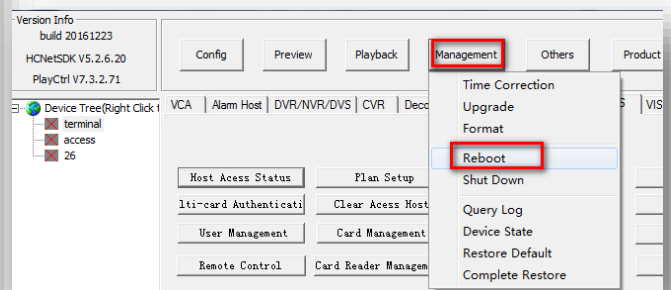 Version Info
build 20161223
HCNetSDK V5.2.6.20
PlayCtrl V7.3.2.71
Config Preview Playback Management Others Product
Time Correction
Upgrade
Format
Reboot
Shut Down
Query Log
Device State
Restore Default
Complete Restore
Device Tree(Right Click t
terminal
access
26
VCA Alarm Host DVR/NVR/DVS CVR Deco S VIS
Host Acess Status Plan Setup
lti-card Authenticati Clear Acess Host
User Management Card Management
Remote Control Card Reader Managem